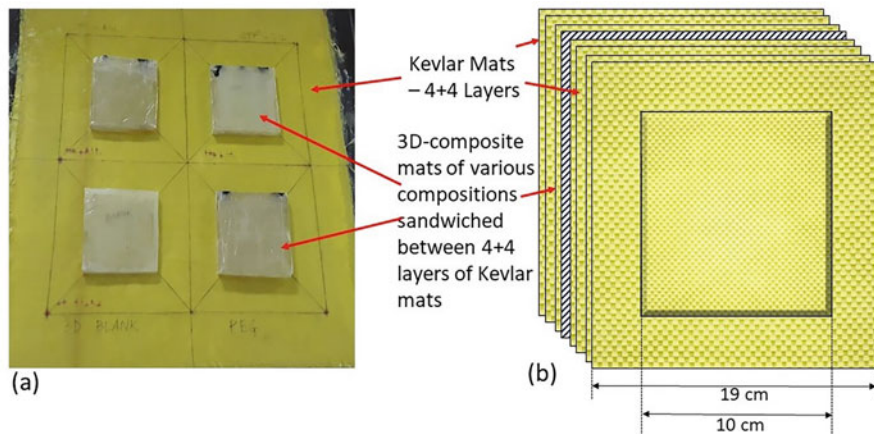 Kevlar Mats
– 4+4 Layers
3D-composite
mats of various
compositions
sandwiched
between 4+4
layers of Kevlar
mats
3D BLANK
(a)
(b)
19 cm
10 cm